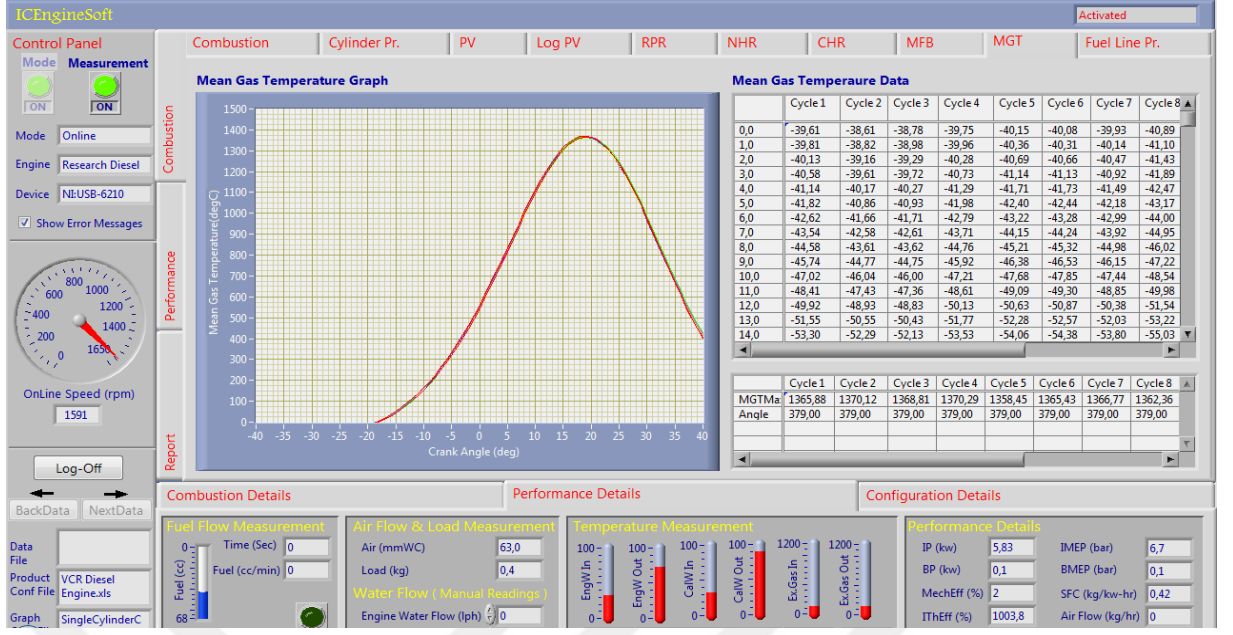 ICEngineSoft
Activated
Control Panel
Mode Measurement
ON ON
Mode Online
Engine Research Diesel
Device NI:USB-6210
Show Error Messages
0 200 400 600 800 1000 1200 1400 1650
OnLine Speed (rpm)
1591
Log-Off
BackData NextData
Data File
Product Conf File VCR Diesel Engine.xls
Graph SingleCylinderC
Combustion
Performance
Report
Combustion Cylinder Pr. PV Log PV RPR NHR CHR MFB MGT Fuel Line Pr.
Mean Gas Temperature Graph
Mean Gas Temperature(degC)
1500
1400
1300
1200
1100
1000
900
800
700
600
500
400
300
200
100
0
-40 -35 -30 -25 -20 -15 -10 -5 0 5 10 15 20 25 30 35 40
Crank Angle (deg)
Mean Gas Temperaure Data
Cycle 1 Cycle 2 Cycle 3 Cycle 4 Cycle 5 Cycle 6 Cycle 7 Cycle 8
0,0 -39,61 -38,61 -38,78 -39,75 -40,15 -40,08 -39,93 -40,89
1,0 -39,81 -38,82 -38,98 -39,96 -40,36 -40,31 -40,14 -41,10
2,0 -40,13 -39,16 -39,29 -40,28 -40,69 -40,66 -40,47 -41,43
3,0 -40,58 -39,61 -39,72 -40,73 -41,14 -41,13 -40,92 -41,89
4,0 -41,14 -40,17 -40,27 -41,29 -41,71 -41,73 -41,49 -42,47
5,0 -41,82 -40,86 -40,93 -41,98 -42,40 -42,44 -42,18 -43,17
6,0 -42,62 -41,66 -41,71 -42,79 -43,22 -43,28 -42,99 -44,00
7,0 -43,54 -42,58 -42,61 -43,71 -44,15 -44,24 -43,92 -44,95
8,0 -44,58 -43,61 -43,62 -44,76 -45,21 -45,32 -44,98 -46,02
9,0 -45,74 -44,77 -44,75 -45,92 -46,38 -46,53 -46,15 -47,22
10,0 -47,02 -46,04 -46,00 -47,21 -47,68 -47,85 -47,44 -48,54
11,0 -48,41 -47,43 -47,36 -48,61 -49,09 -49,30 -48,85 -49,98
12,0 -49,92 -48,93 -48,83 -50,13 -50,63 -50,87 -50,38 -51,54
13,0 -51,55 -50,55 -50,43 -51,77 -52,28 -52,57 -52,03 -53,22
14,0 -53,30 -52,29 -52,13 -53,53 -54,06 -54,38 -53,80 -55,03
Cycle 1 Cycle 2 Cycle 3 Cycle 4 Cycle 5 Cycle 6 Cycle 7 Cycle 8
MGTMa: 1365,88 1370,12 1368,81 1370,29 1358,45 1365,43 1366,77 1362,36
Angle 379,00 379,00 379,00 379,00 379,00 379,00 379,00 379,00
Combustion Details Performance Details Configuration Details
Fuel Flow Measurement
Fuel (cc)
0
68
Time (Sec) 0
Fuel (cc/min) 0
Air Flow & Load Measurement
Air (mmWC) 63,0
Load (kg) 0,4
Water Flow ( Manual Readings )
Engine Water Flow (lph) 0
Temperature Measurement
100 100 100 100 1200 1200
EngW In EngW Out CalW In CalW Out Ex.Gas In Ex.Gas Out
0 0 0 0 0 0
Performance Details
IP (kw) 5,83 IMEP (bar) 6,7
BP (kw) 0,1 BMEP (bar) 0,1
MechEff (%) 2 SFC (kg/kw-hr) 0,42
IThEff (%) 1003,8 Air Flow (kg/hr) 0